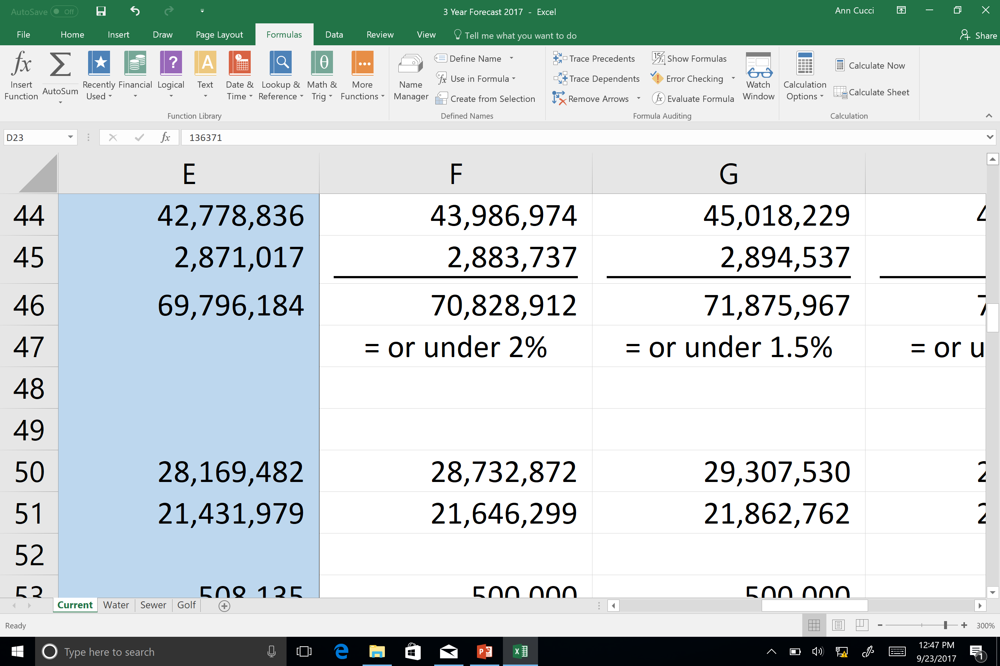 AutoSave Off 3 Year Forecast 2017 - Excel Ann Cucci
File Home Insert Draw Page Layout Formulas Data Review View Tell me what you want to do Share
fx Σ ? A θ Define Name Trace Precedents Show Formulas Calculate Now
Insert Function AutoSum Recently Used Financial Logical Text Date & Time Lookup & Reference Math & Trig More Functions Name Manager Use in Formula Trace Dependents Error Checking Watch Window Calculation Options
Create from Selection Remove Arrows Evaluate Formula Calculate Sheet
Function Library Defined Names Formula Auditing Calculation
D23 fx 136371
E F G
44 42,778,836 43,986,974 45,018,229 4
45 2,871,017 2,883,737 2,894,537
46 69,796,184 70,828,912 71,875,967 7
47 = or under 2% = or under 1.5% = or u
48
49
50 28,169,482 28,732,872 29,307,530 2
51 21,431,979 21,646,299 21,862,762 2
52
53 508,135 500,000 500,000
Current Water Sewer Golf
Ready 300%
Type here to search 12:47 PM
9/23/2017 1